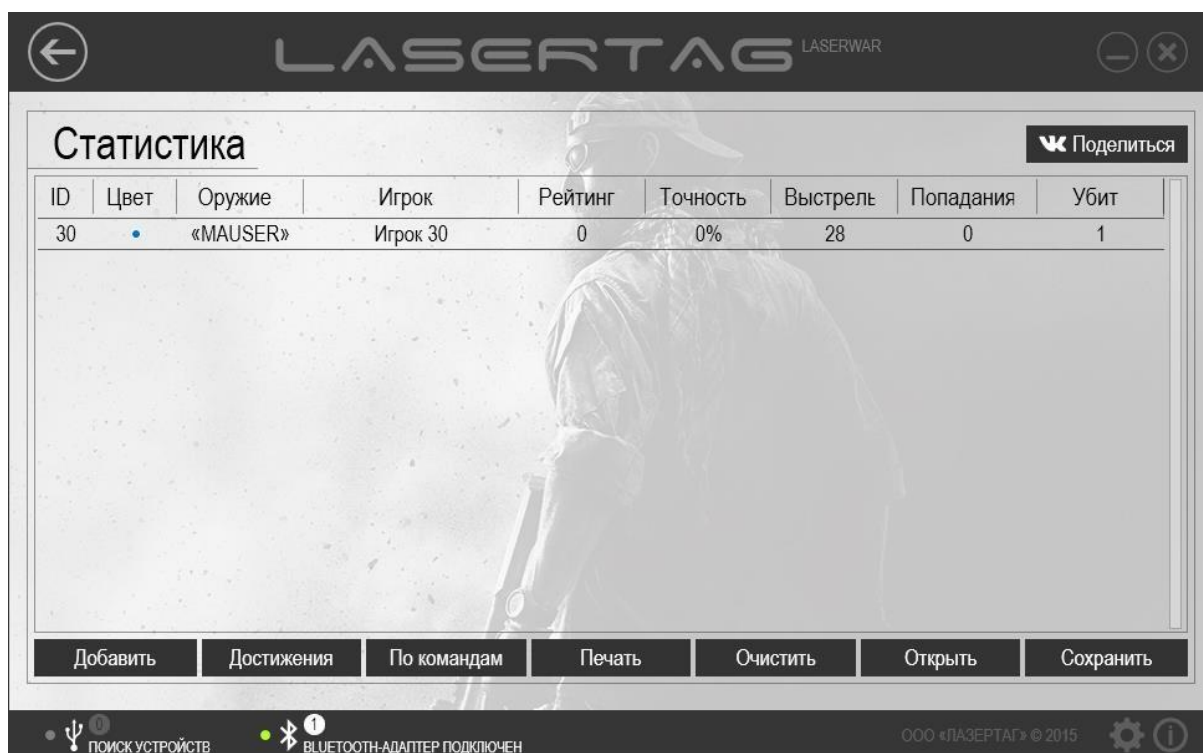 LASERTAG LASERWAR
Статистика
Поделиться
ID Цвет Оружие Игрок Рейтинг Точность Выстрелы Попадания Убит
30 «MAUSER» Игрок 30 0 0% 28 0 1
Добавить Достижения По командам Печать Очистить Открыть Сохранить
0 1
ПОИСК УСТРОЙСТВ BLUETOOTH-АДАПТЕР ПОДКЛЮЧЕН ООО «ЛАЗЕРТАГ» © 2015